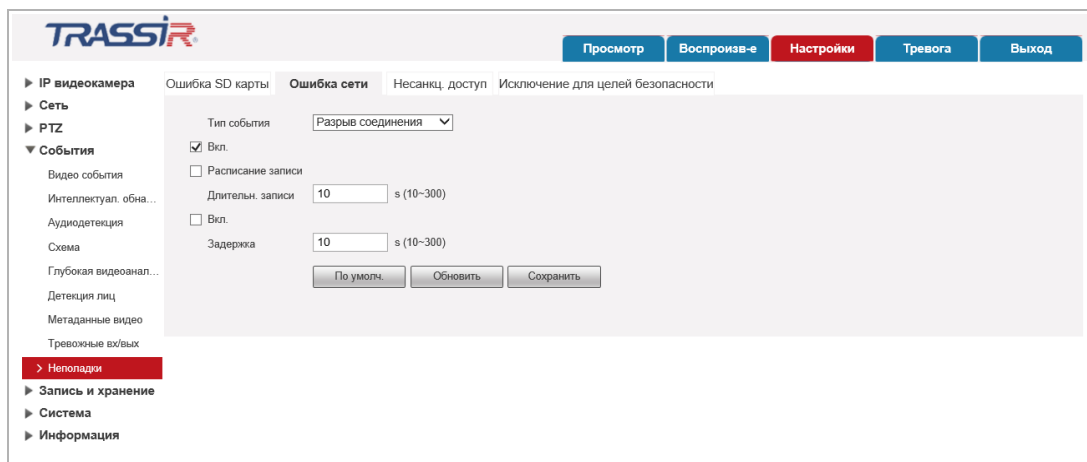 TRASSIR
Просмотр
Воспроизв-е
Настройки
Тревога
Выход
IP видеокамера
Сеть
PTZ
События
Видео события
Интеллектуал. обна...
Аудиодетекция
Схема
Глубокая видеоанал...
Детекция лиц
Метаданные видео
Тревожные вх/вых
> Неполадки
Запись и хранение
Система
Информация
Ошибка SD карты
Ошибка сети
Несанкц. доступ
Исключение для целей безопасности
Тип события Разрыв соединения
Вкл.
Расписание записи
Длительн. записи 10 s (10~300)
Вкл.
Задержка 10 s (10~300)
По умолч. Обновить Сохранить